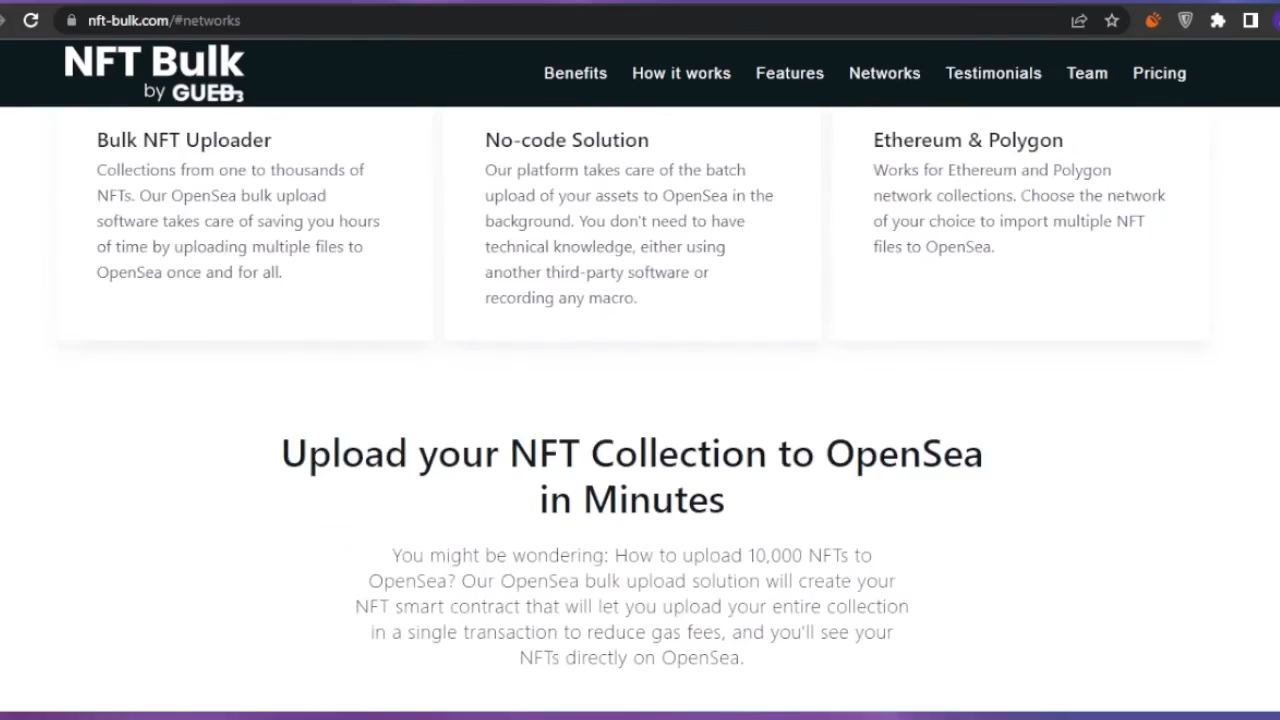 nft-bulk.com/#networks
NFT Bulk
by GUEB3
Benefits How it works Features Networks Testimonials Team Pricing
Bulk NFT Uploader
Collections from one to thousands of
NFTs. Our OpenSea bulk upload
software takes care of saving you hours
of time by uploading multiple files to
OpenSea once and for all.
No-code Solution
Our platform takes care of the batch
upload of your assets to OpenSea in the
background. You don't need to have
technical knowledge, either using
another third-party software or
recording any macro.
Ethereum & Polygon
Works for Ethereum and Polygon
network collections. Choose the network
of your choice to import multiple NFT
files to OpenSea.
Upload your NFT Collection to OpenSea
in Minutes
You might be wondering: How to upload 10,000 NFTs to
OpenSea? Our OpenSea bulk upload solution will create your
NFT smart contract that will let you upload your entire collection
in a single transaction to reduce gas fees, and you'll see your
NFTs directly on OpenSea.